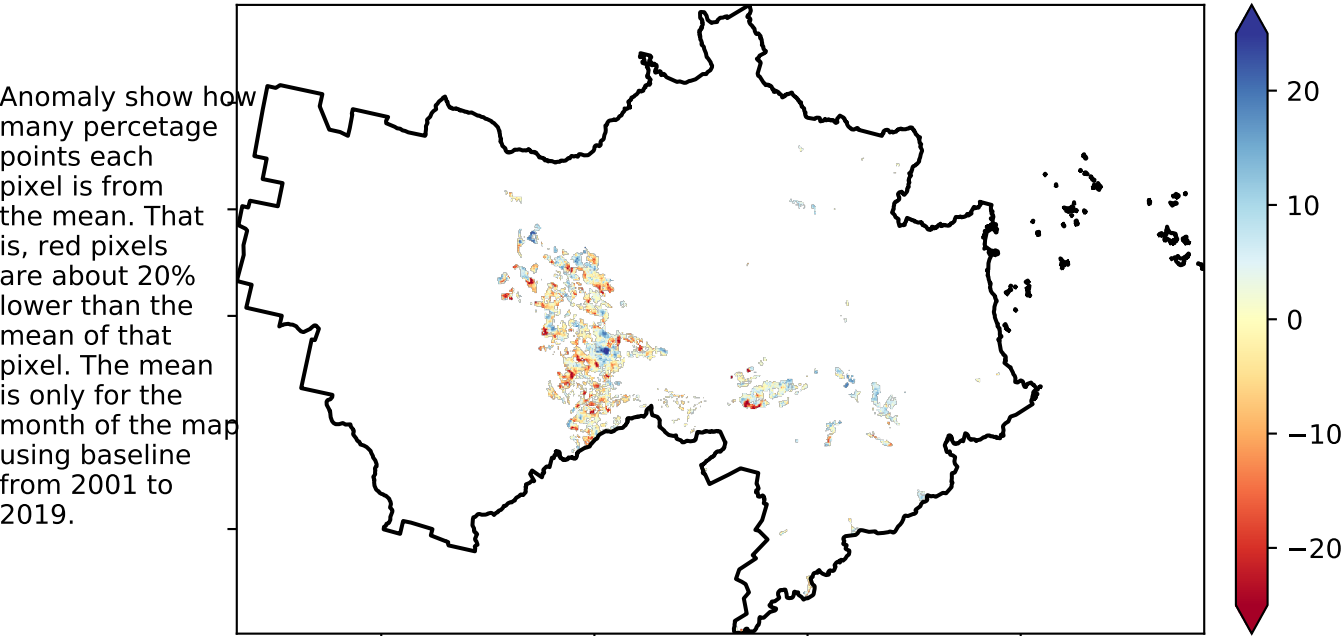 Anomaly show how
many percetage
points each
pixel is from
the mean. That
is, red pixels
are about 20%
lower than the
mean of that
pixel. The mean
is only for the
month of the map
using baseline
from 2001 to
2019.
20
10
0
−10
−20